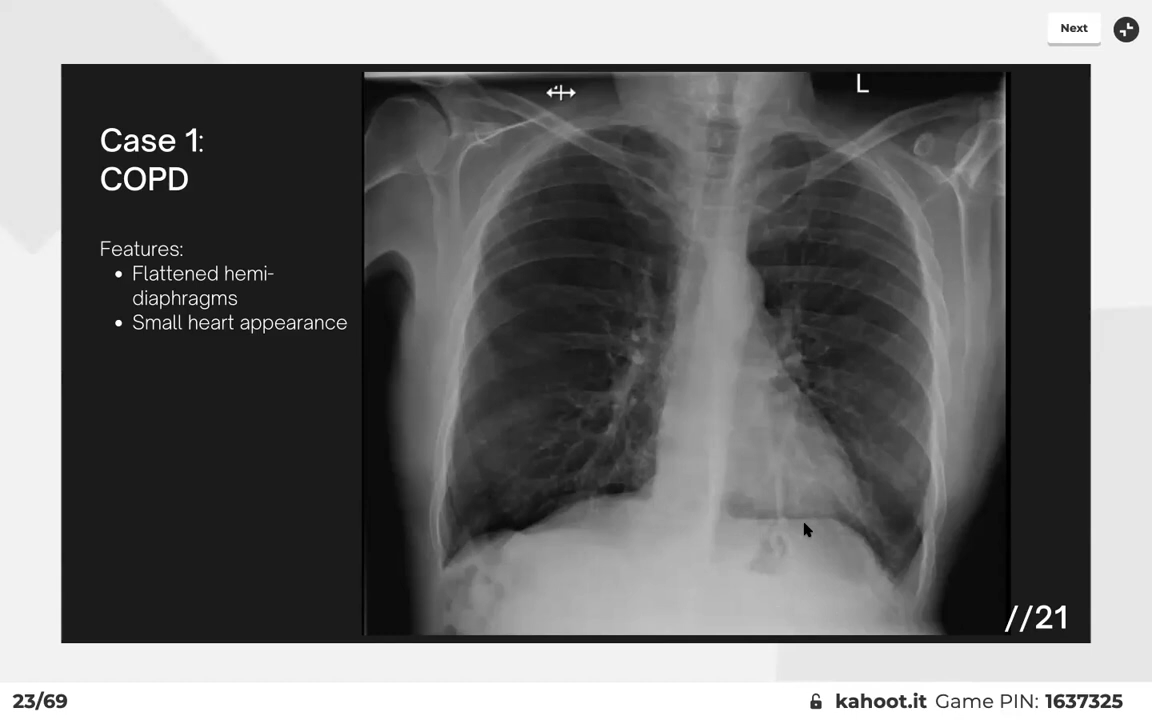 Next
Case 1:
COPD
Features:
• Flattened hemi-
diaphragms
• Small heart appearance
L
//21
23/69
kahoot.it Game PIN: 1637325